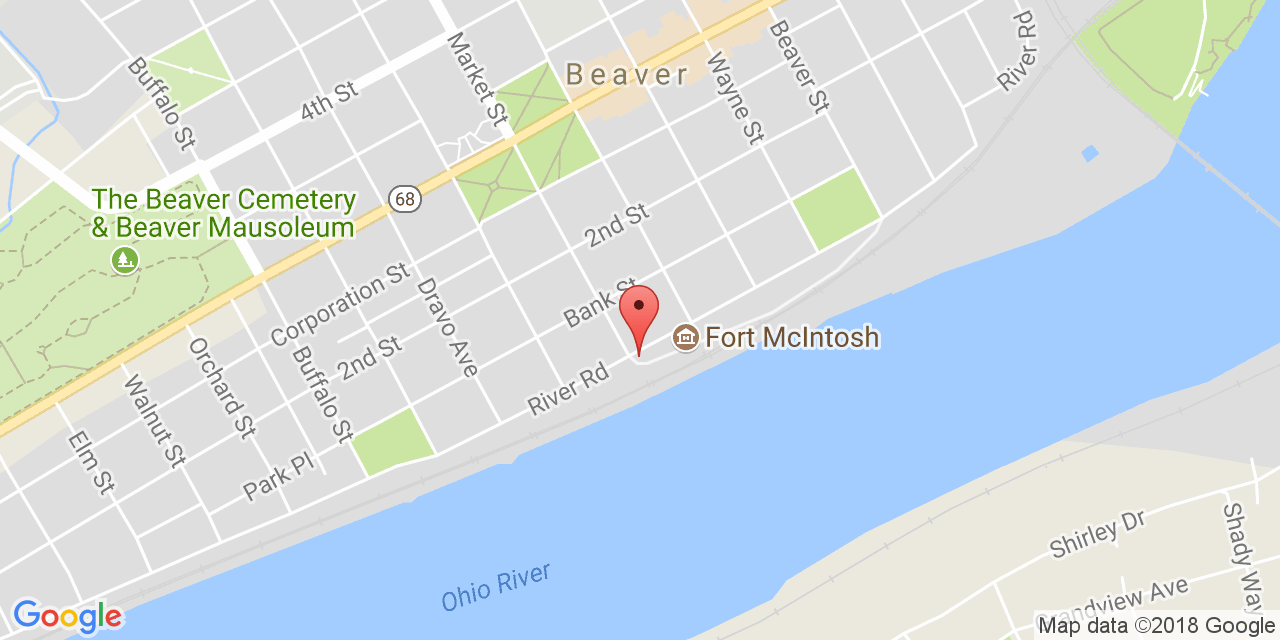 River Rd
Buffalo St
Market St
Beaver
Beaver St
Wayne St
4th St
The Beaver Cemetery
& Beaver Mausoleum
68
2nd St
Corporation St
Dravo Ave
Bank St
Fort McIntosh
Orchard St
2nd St
Buffalo St
River Rd
Walnut St
Elm St
Park Pl
Ohio River
Shirley Dr
Shady Way
Grandview Ave
Google
Map data ©2018 Google